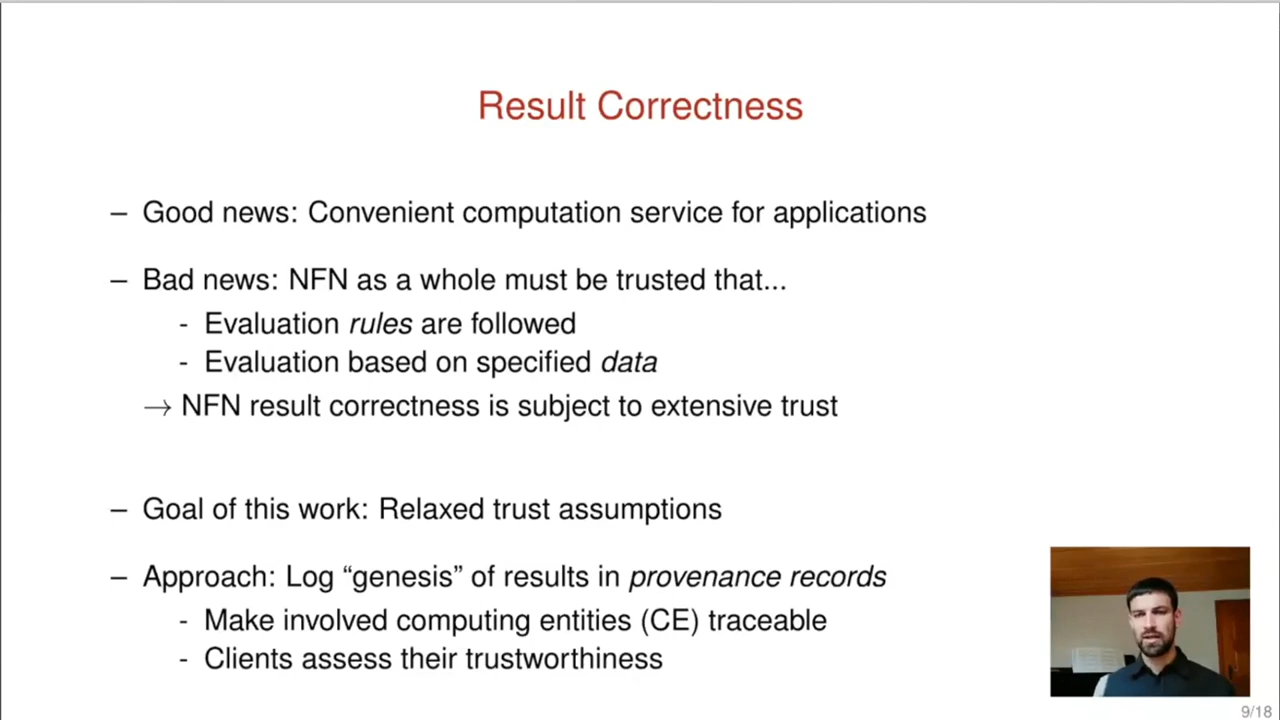 Result Correctness
– Good news: Convenient computation service for applications
– Bad news: NFN as a whole must be trusted that...
- Evaluation rules are followed
- Evaluation based on specified data
→ NFN result correctness is subject to extensive trust
– Goal of this work: Relaxed trust assumptions
– Approach: Log “genesis” of results in provenance records
- Make involved computing entities (CE) traceable
- Clients assess their trustworthiness
9/18